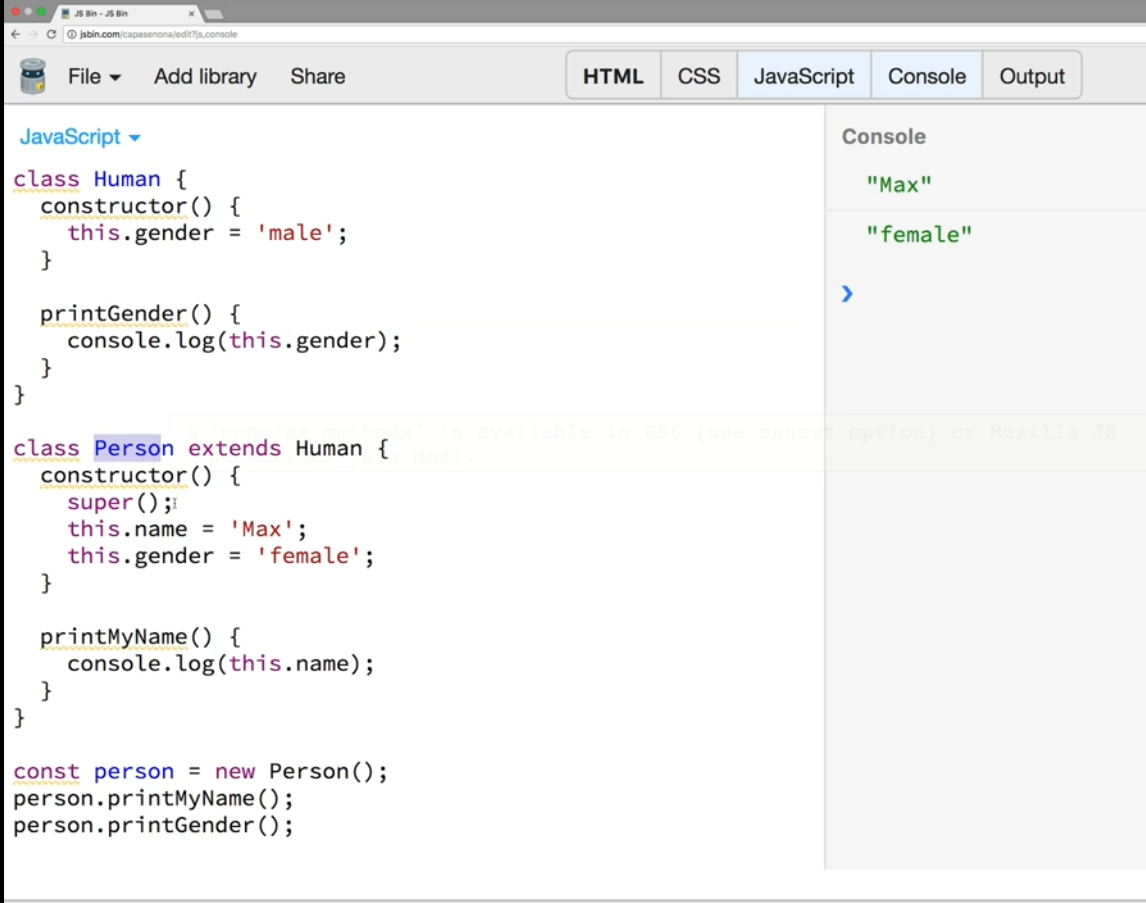 JS Bin - JS Bin
jsbin.com/capasenona/edit?js,console
File Add library Share HTML CSS JavaScript Console Output
JavaScript
class Human {
  constructor() {
    this.gender = 'male';
  }

  printGender() {
    console.log(this.gender);
  }
}

class Person extends Human {
  constructor() {
    super();
    this.name = 'Max';
    this.gender = 'female';
  }

  printMyName() {
    console.log(this.name);
  }
}

const person = new Person();
person.printMyName();
person.printGender();
Console
"Max"
"female"
'concise methods' is available in ES6 (use esnext option) or Mozilla JS
(use moz).